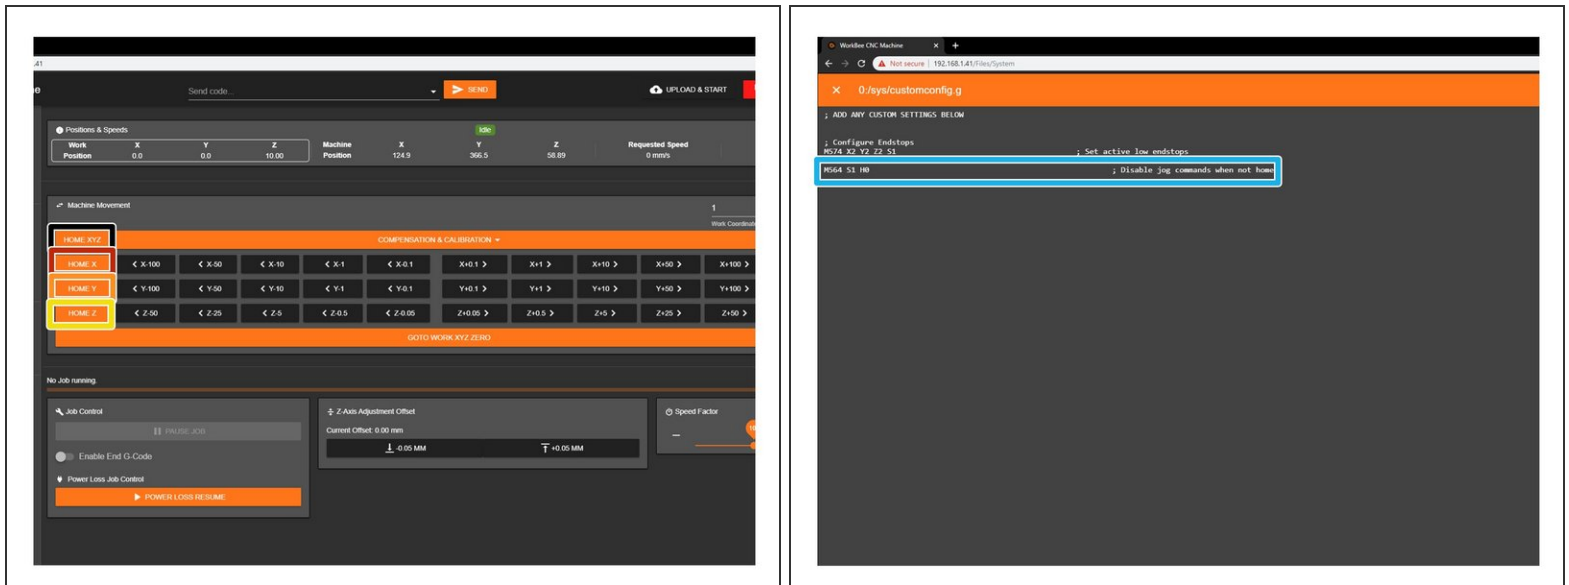 .41
Send code...
SEND
UPLOAD & START
Positions & Speeds
Idle
Work Position
X
0.0
Y
0.0
Z
10.00
Machine Position
X
124.9
Y
366.5
Z
58.89
Requested Speed
0 mm/s
Machine Movement
1
HOME XYZ
COMPENSATION & CALIBRATION
HOME X < X-100 < X-50 < X-10 < X-1 < X-0.1 X+0.1 > X+1 > X+10 > X+50 > X+100 >
HOME Y < Y-100 < Y-50 < Y-10 < Y-1 < Y-0.1 Y+0.1 > Y+1 > Y+10 > Y+50 > Y+100 >
HOME Z < Z-50 < Z-25 < Z-5 < Z-0.5 < Z-0.05 Z+0.05 > Z+0.5 > Z+5 > Z+25 > Z+50 >
GOTO WORK XYZ ZERO
No Job running.
Job Control
PAUSE JOB
Enable End G-Code
Power Loss Job Control
POWER LOSS RESUME
Z-Axis Adjustment Offset
Current Offset: 0.00 mm
-0.05 MM
+0.05 MM
Speed Factor
WorkBee CNC Machine × +
Not secure | 192.168.1.41/Files/System
× 0:/sys/customconfig.g
; ADD ANY CUSTOM SETTINGS BELOW
; Configure Endstops
M574 X2 Y2 Z2 S1 ; Set active low endstops
M564 S1 H0 ; Disable jog commands when not home